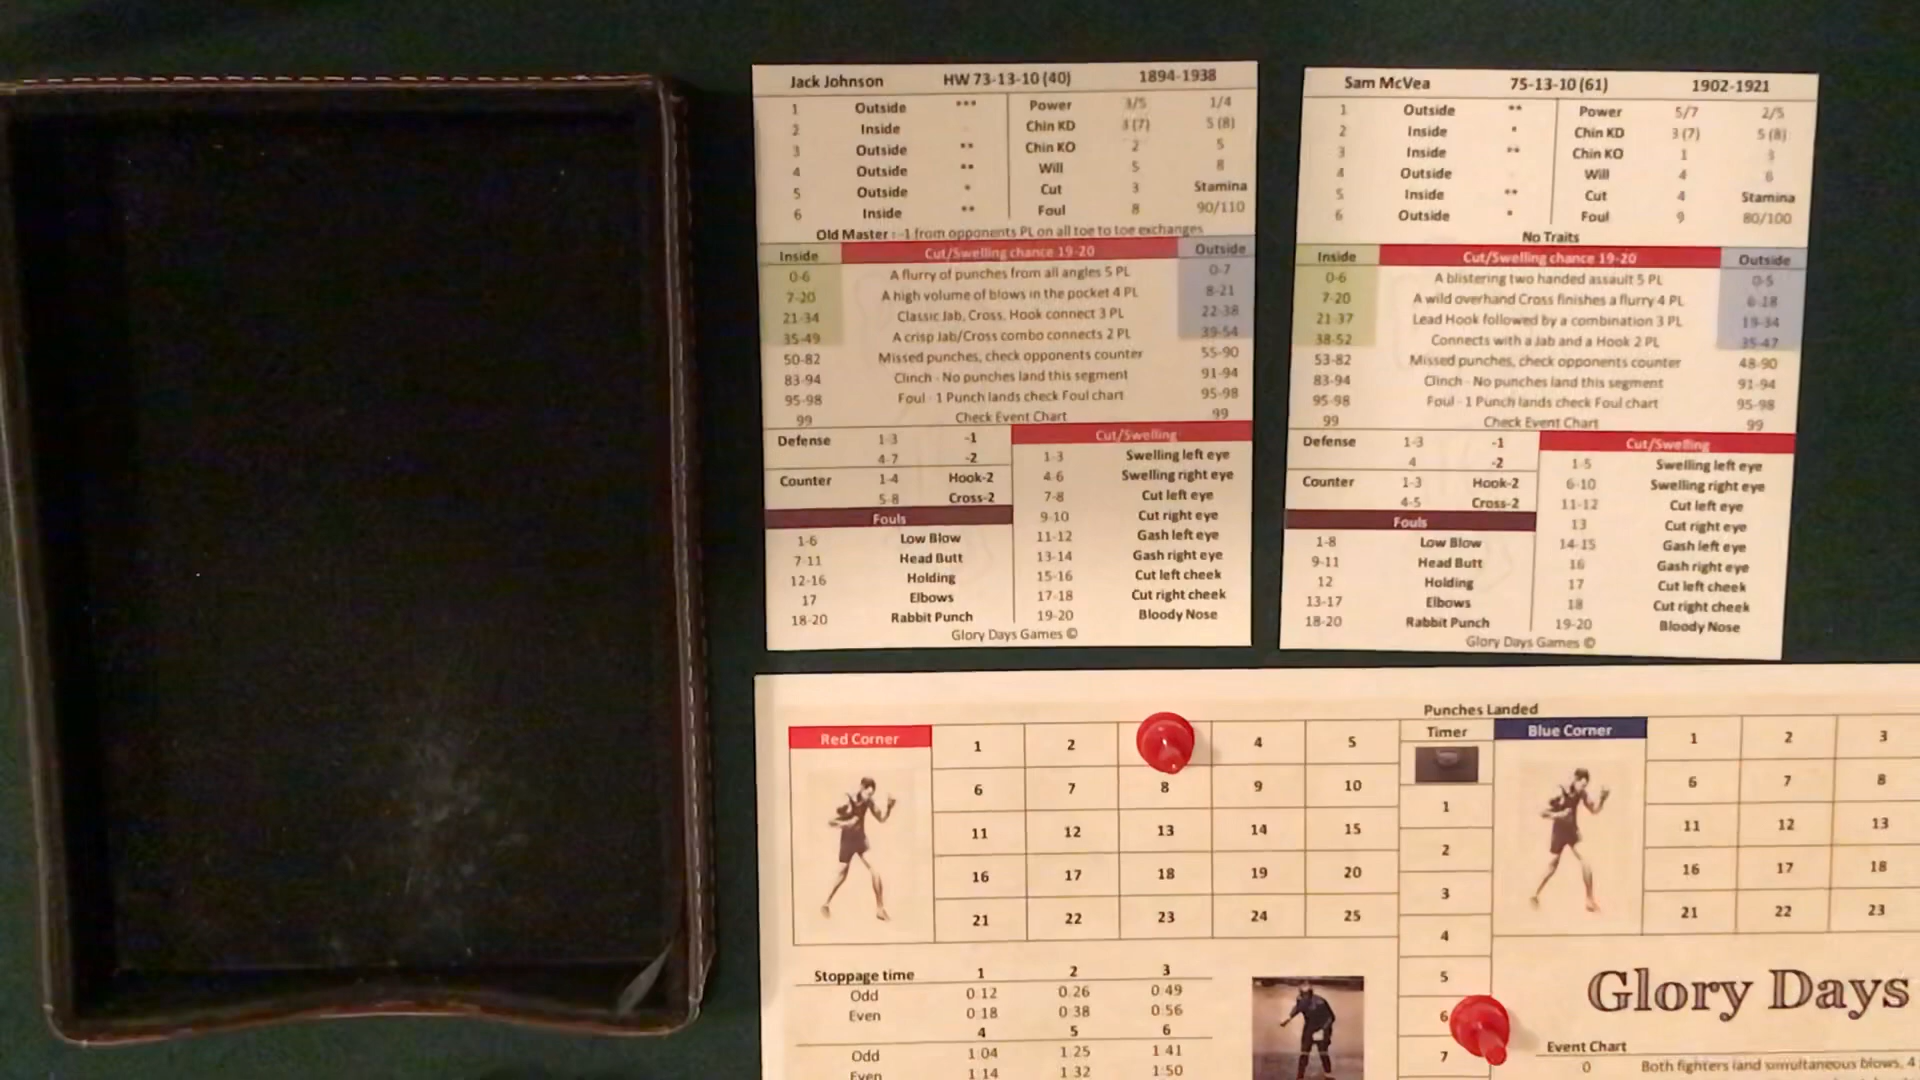 Jack Johnson HW 73-13-10 (40) 1894-1938
1 Outside *** Power 3/5 1/4
2 Inside Chin KD 3 (7) 5 (8)
3 Outside ** Chin KO 2 5
4 Outside ** Will 5 8
5 Outside * Cut 3 Stamina
6 Inside ** Foul 8 90/110
Old Master : -1 from opponents PL on all toe to toe exchanges
Inside Cut/Swelling chance 19-20 Outside
0-6 A flurry of punches from all angles 5 PL 0-7
7-20 A high volume of blows in the pocket 4 PL 8-21
21-34 Classic Jab, Cross, Hook connect 3 PL 22-38
35-49 A crisp Jab/Cross combo connects 2 PL 39-54
50-82 Missed punches, check opponents counter 55-90
83-94 Clinch - No punches land this segment 91-94
95-98 Foul - 1 Punch lands check Foul chart 95-98
99 Check Event Chart 99
Defense 1-3 -1
4-7 -2
Counter 1-4 Hook-2
5-8 Cross-2
Fouls
1-6 Low Blow
7-11 Head Butt
12-16 Holding
17 Elbows
18-20 Rabbit Punch
Cut/Swelling
1-3 Swelling left eye
4-6 Swelling right eye
7-8 Cut left eye
9-10 Cut right eye
11-12 Gash left eye
13-14 Gash right eye
15-16 Cut left cheek
17-18 Cut right cheek
19-20 Bloody Nose
Glory Days Games ©
Sam McVea 75-13-10 (61) 1902-1921
1 Outside ** Power 5/7 2/5
2 Inside * Chin KD 3 (7) 5 (8)
3 Inside ** Chin KO 1 3
4 Outside Will 4 6
5 Inside ** Cut 4 Stamina
6 Outside * Foul 9 80/100
No Traits
Inside Cut/Swelling chance 19-20 Outside
0-6 A blistering two handed assault 5 PL 0-5
7-20 A wild overhand Cross finishes a flurry 4 PL 6-18
21-37 Lead Hook followed by a combination 3 PL 19-34
38-52 Connects with a Jab and a Hook 2 PL 35-47
53-82 Missed punches, check opponents counter 48-90
83-94 Clinch - No punches land this segment 91-94
95-98 Foul - 1 Punch lands check Foul chart 95-98
99 Check Event Chart 99
Defense 1-3 -1
4 -2
Counter 1-3 Hook-2
4-5 Cross-2
Fouls
1-8 Low Blow
9-11 Head Butt
12 Holding
13-17 Elbows
18-20 Rabbit Punch
Cut/Swelling
1-5 Swelling left eye
6-10 Swelling right eye
11-12 Cut left eye
13 Cut right eye
14-15 Gash left eye
16 Gash right eye
17 Cut left cheek
18 Cut right cheek
19-20 Bloody Nose
Glory Days Games ©
Punches Landed
Red Corner
1 2 4 5
6 7 8 9 10
11 12 13 14 15
16 17 18 19 20
21 22 23 24 25
Timer
1
2
3
4
5
6
7
Blue Corner
1 2 3
6 7 8
11 12 13
16 17 18
21 22 23
Stoppage time 1 2 3
Odd 0:12 0:26 0:49
Even 0:18 0:38 0:56
4 5 6
Odd 1:04 1:25 1:41
Even 1:14 1:32 1:50
Glory Days
Event Chart
0 Both fighters land simultaneous blows, 4